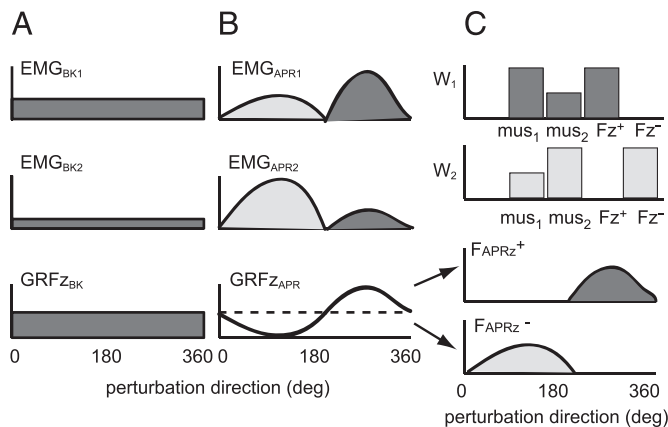 A
B
C
EMG_BK1
EMG_APR1
W_1
mus_1 mus_2 Fz^+ Fz^-
EMG_BK2
EMG_APR2
W_2
mus_1 mus_2 Fz^+ Fz^-
GRFz_BK
GRFz_APR
F_APRz^+
F_APRz^-
0 180 360
0 180 360
0 180 360
perturbation direction (deg)
perturbation direction (deg)